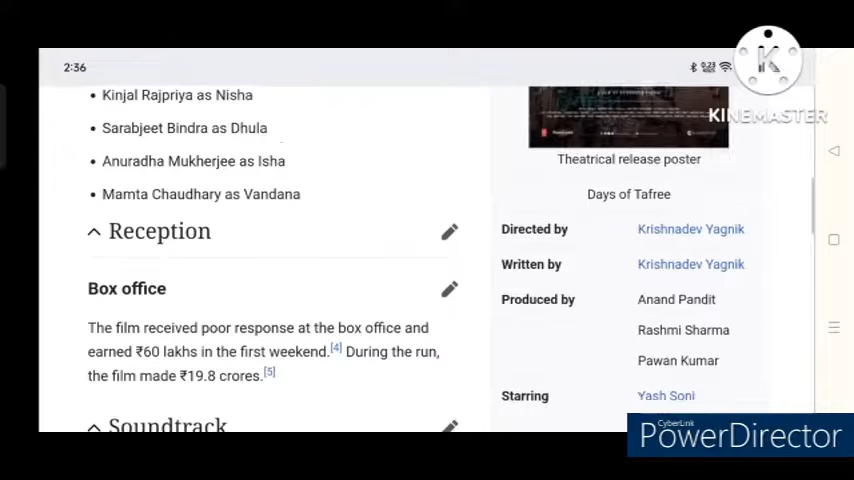 2:36
KINEMASTER
• Kinjal Rajpriya as Nisha
• Sarabjeet Bindra as Dhula
• Anuradha Mukherjee as Isha
• Mamta Chaudhary as Vandana
Reception
Box office
The film received poor response at the box office and
earned ₹60 lakhs in the first weekend.[4] During the run,
the film made ₹19.8 crores.[5]
Soundtrack
Theatrical release poster
Days of Tafree
Directed by Krishnadev Yagnik
Written by Krishnadev Yagnik
Produced by Anand Pandit
Rashmi Sharma
Pawan Kumar
Starring Yash Soni
CyberLink
PowerDirector